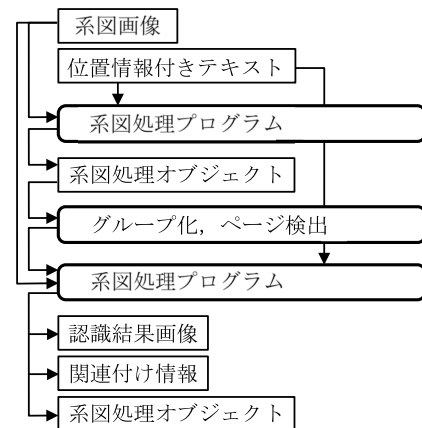 系図画像
位置情報付きテキスト
系図処理プログラム
系図処理オブジェクト
グループ化，ページ検出
系図処理プログラム
認識結果画像
関連付け情報
系図処理オブジェクト